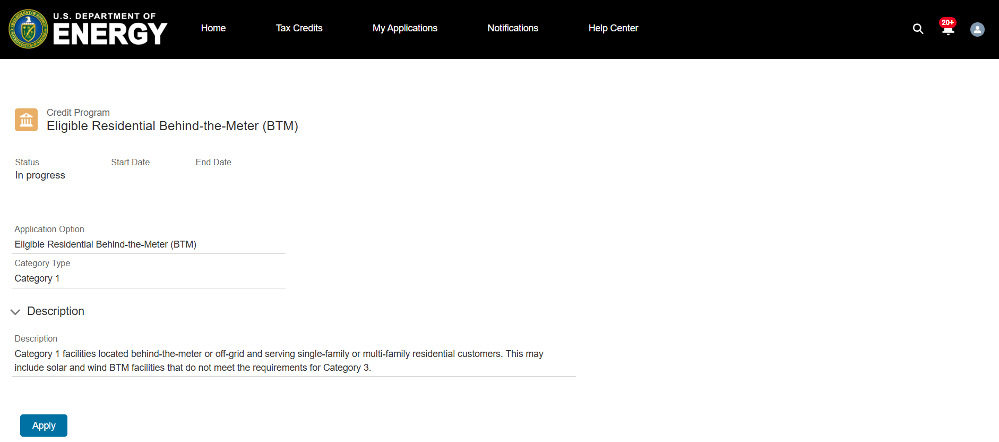 U.S. DEPARTMENT OF
ENERGY
Home
Tax Credits
My Applications
Notifications
Help Center
20+
Credit Program
Eligible Residential Behind-the-Meter (BTM)
Status
Start Date
End Date
In progress
Application Option
Eligible Residential Behind-the-Meter (BTM)
Category Type
Category 1
Description
Description
Category 1 facilities located behind-the-meter or off-grid and serving single-family or multi-family residential customers. This may
include solar and wind BTM facilities that do not meet the requirements for Category 3.
Apply